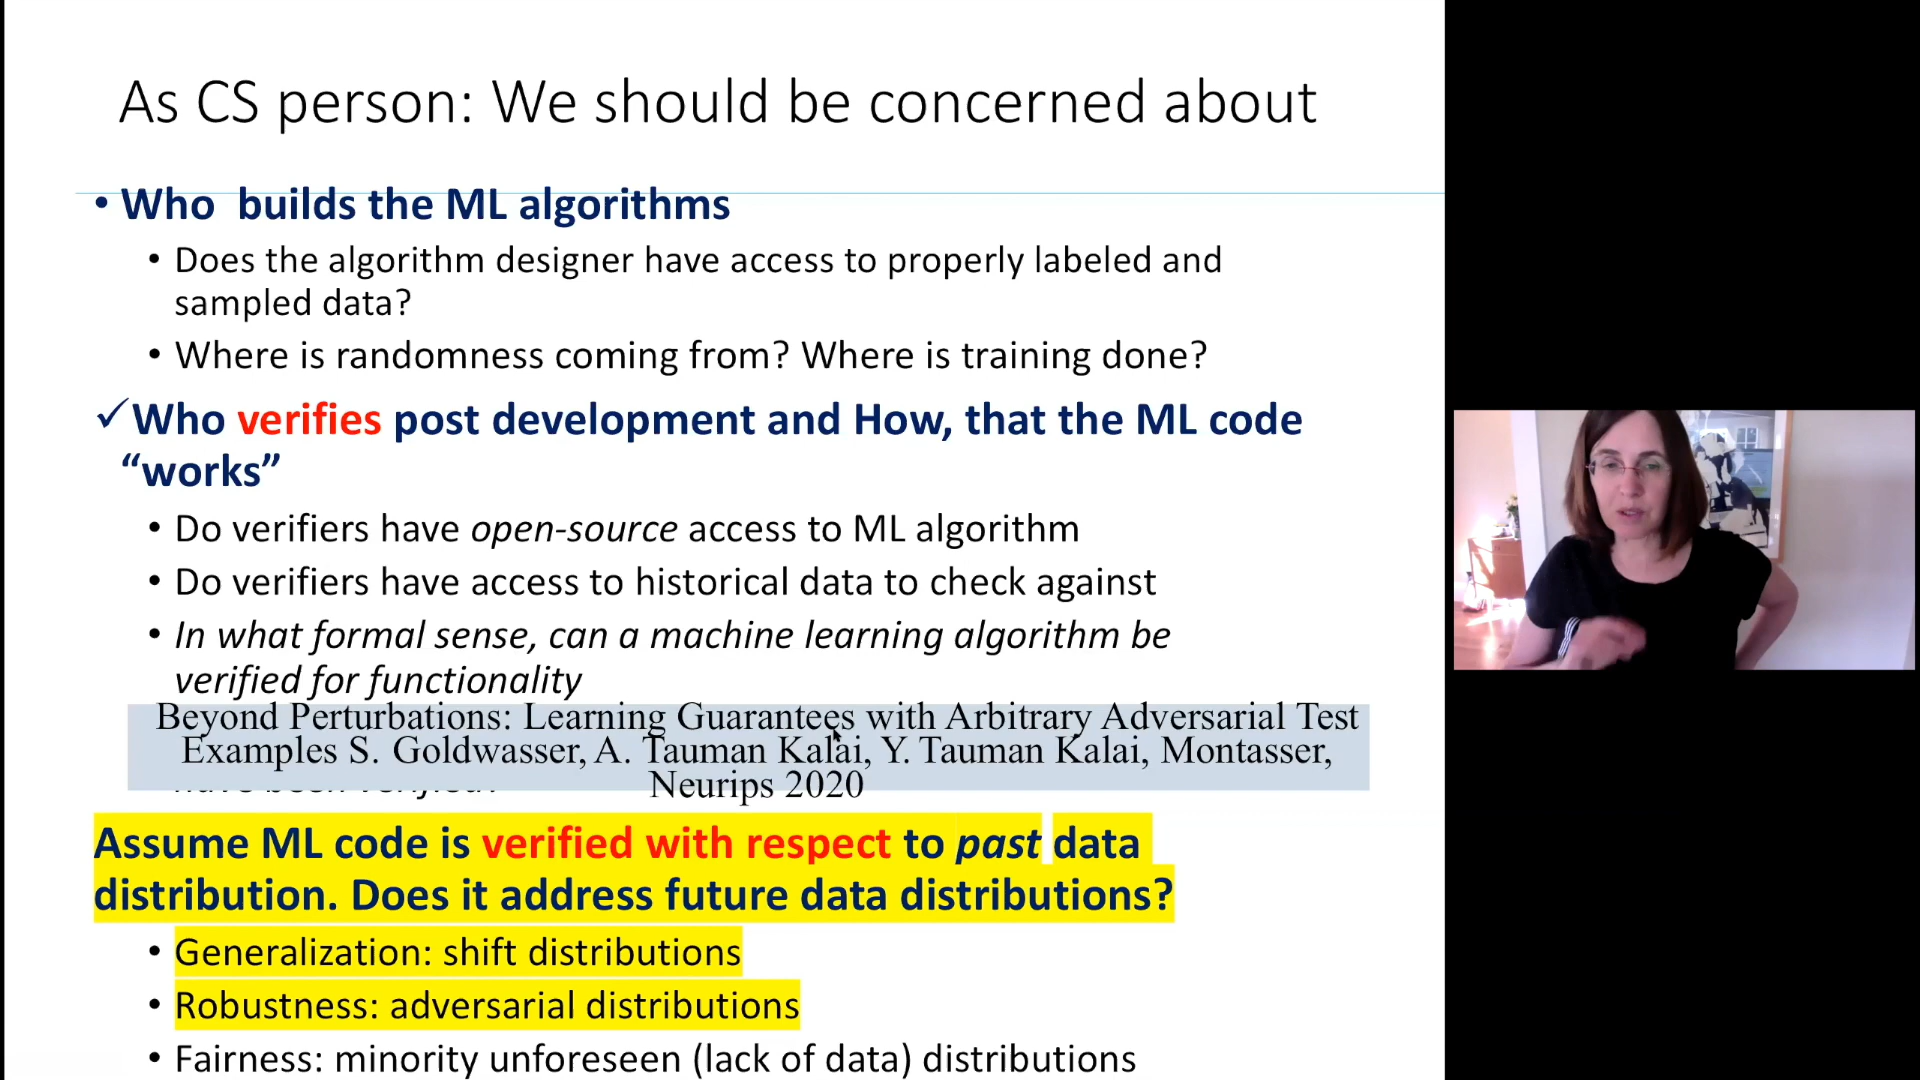 As CS person: We should be concerned about
• Who builds the ML algorithms
• Does the algorithm designer have access to properly labeled and
sampled data?
• Where is randomness coming from? Where is training done?
✓Who verifies post development and How, that the ML code
“works”
• Do verifiers have open-source access to ML algorithm
• Do verifiers have access to historical data to check against
• In what formal sense, can a machine learning algorithm be
verified for functionality
Beyond Perturbations: Learning Guarantees with Arbitrary Adversarial Test
Examples S. Goldwasser, A. Tauman Kalai, Y. Tauman Kalai, Montasser,
Neurips 2020
Assume ML code is verified with respect to past data
distribution. Does it address future data distributions?
• Generalization: shift distributions
• Robustness: adversarial distributions
• Fairness: minority unforeseen (lack of data) distributions